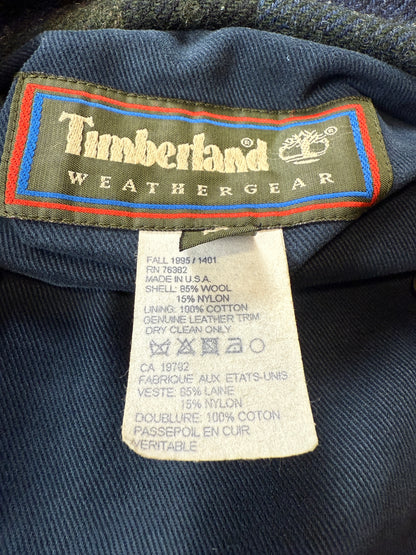 Timberland®
®
WEATHERGEAR
FALL 1995 / 1401
RN 76362
MADE IN U.S.A.
SHELL: 85% WOOL
15% NYLON
LINING: 100% COTTON
GENUINE LEATHER TRIM
DRY CLEAN ONLY
CA 19792
FABRIQUE AUX ETATS-UNIS
VESTE: 85% LAINE
15% NYLON
DOUBLURE: 100% COTON
PASSEPOIL EN CUIR
VERITABLE